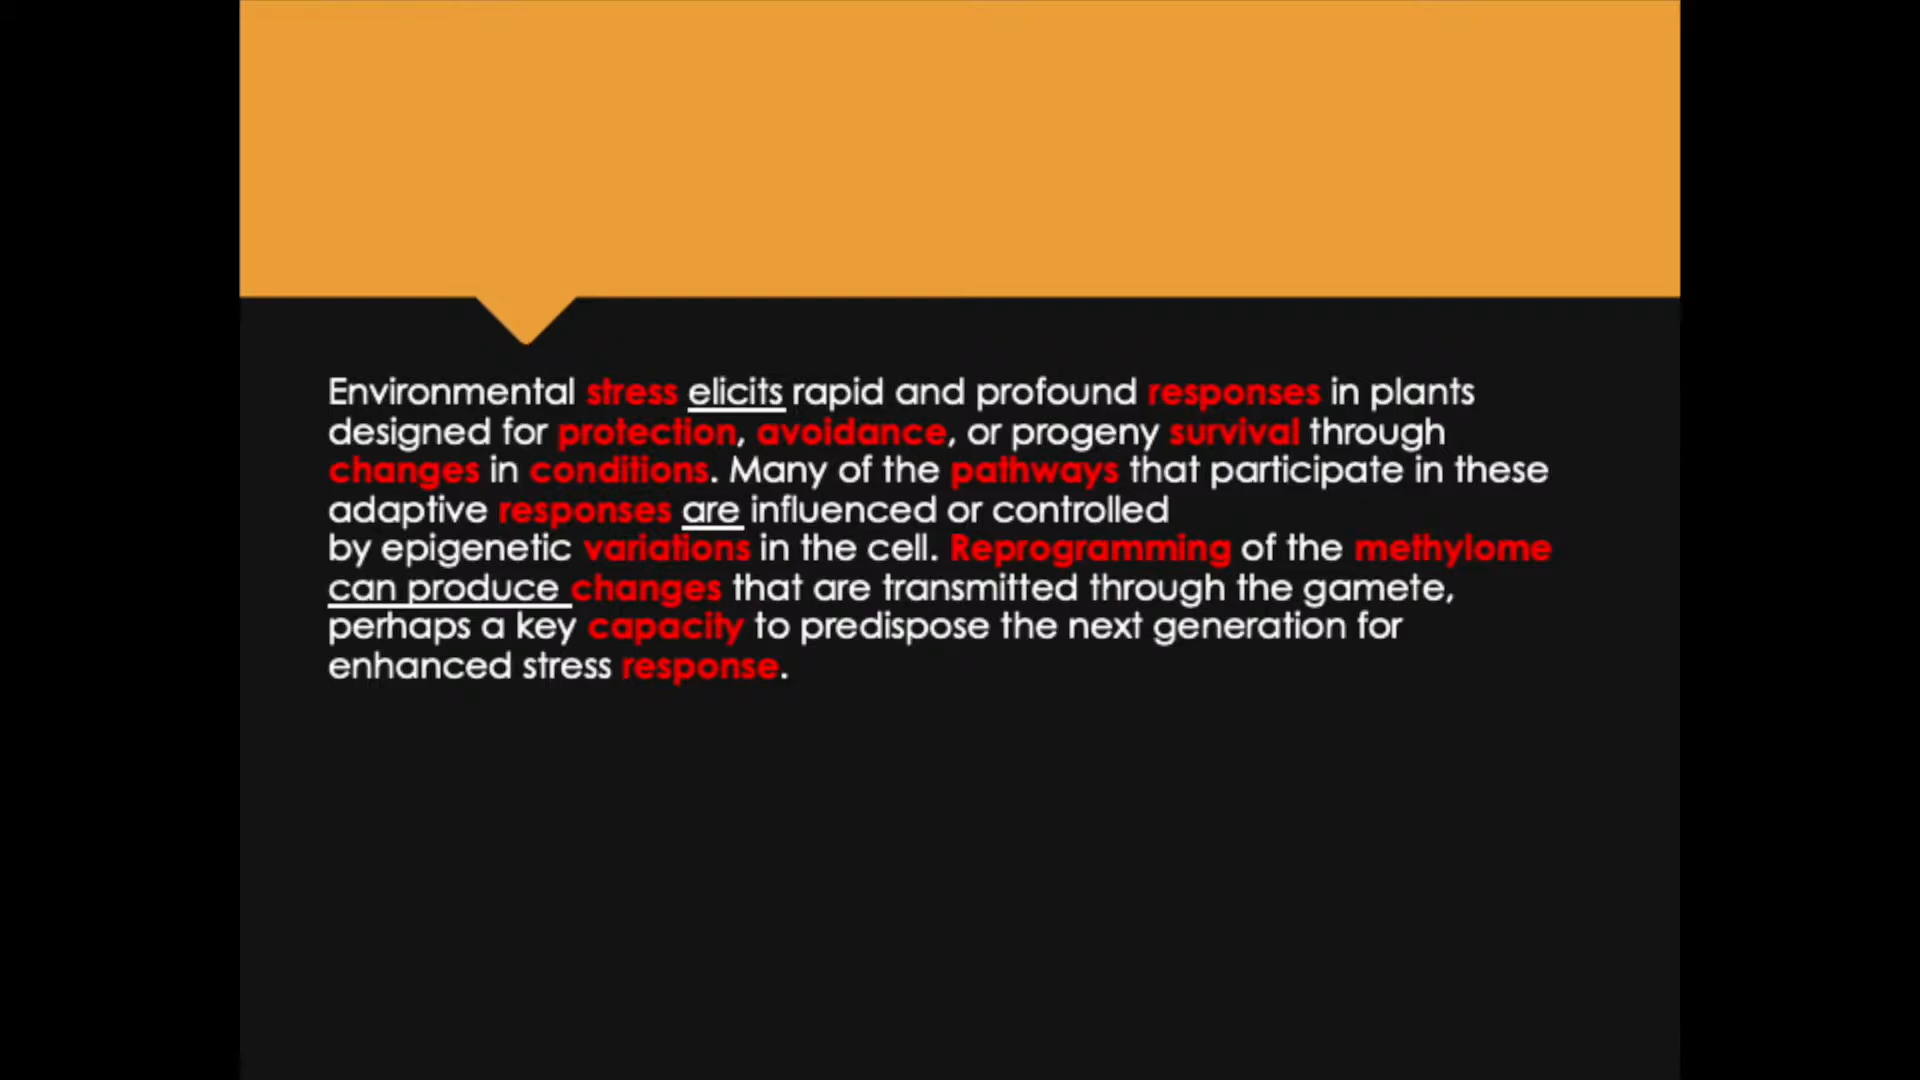 Environmental stress elicits rapid and profound responses in plants
designed for protection, avoidance, or progeny survival through
changes in conditions. Many of the pathways that participate in these
adaptive responses are influenced or controlled
by epigenetic variations in the cell. Reprogramming of the methylome
can produce changes that are transmitted through the gamete,
perhaps a key capacity to predispose the next generation for
enhanced stress response.